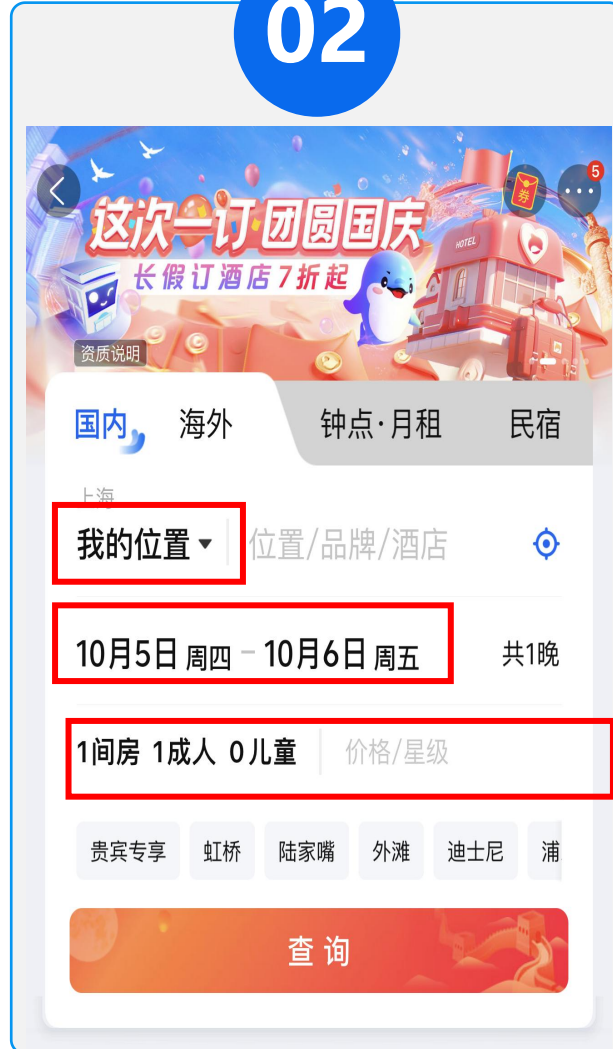 02
5
券
这次一订 团圆国庆
长假订酒店7折起
HOTEL
资质说明
国内 海外 钟点·月租 民宿
上海
我的位置 位置/品牌/酒店
10月5日 周四 - 10月6日 周五 共1晚
1间房 1成人 0儿童 价格/星级
贵宾专享 虹桥 陆家嘴 外滩 迪士尼 浦
查询